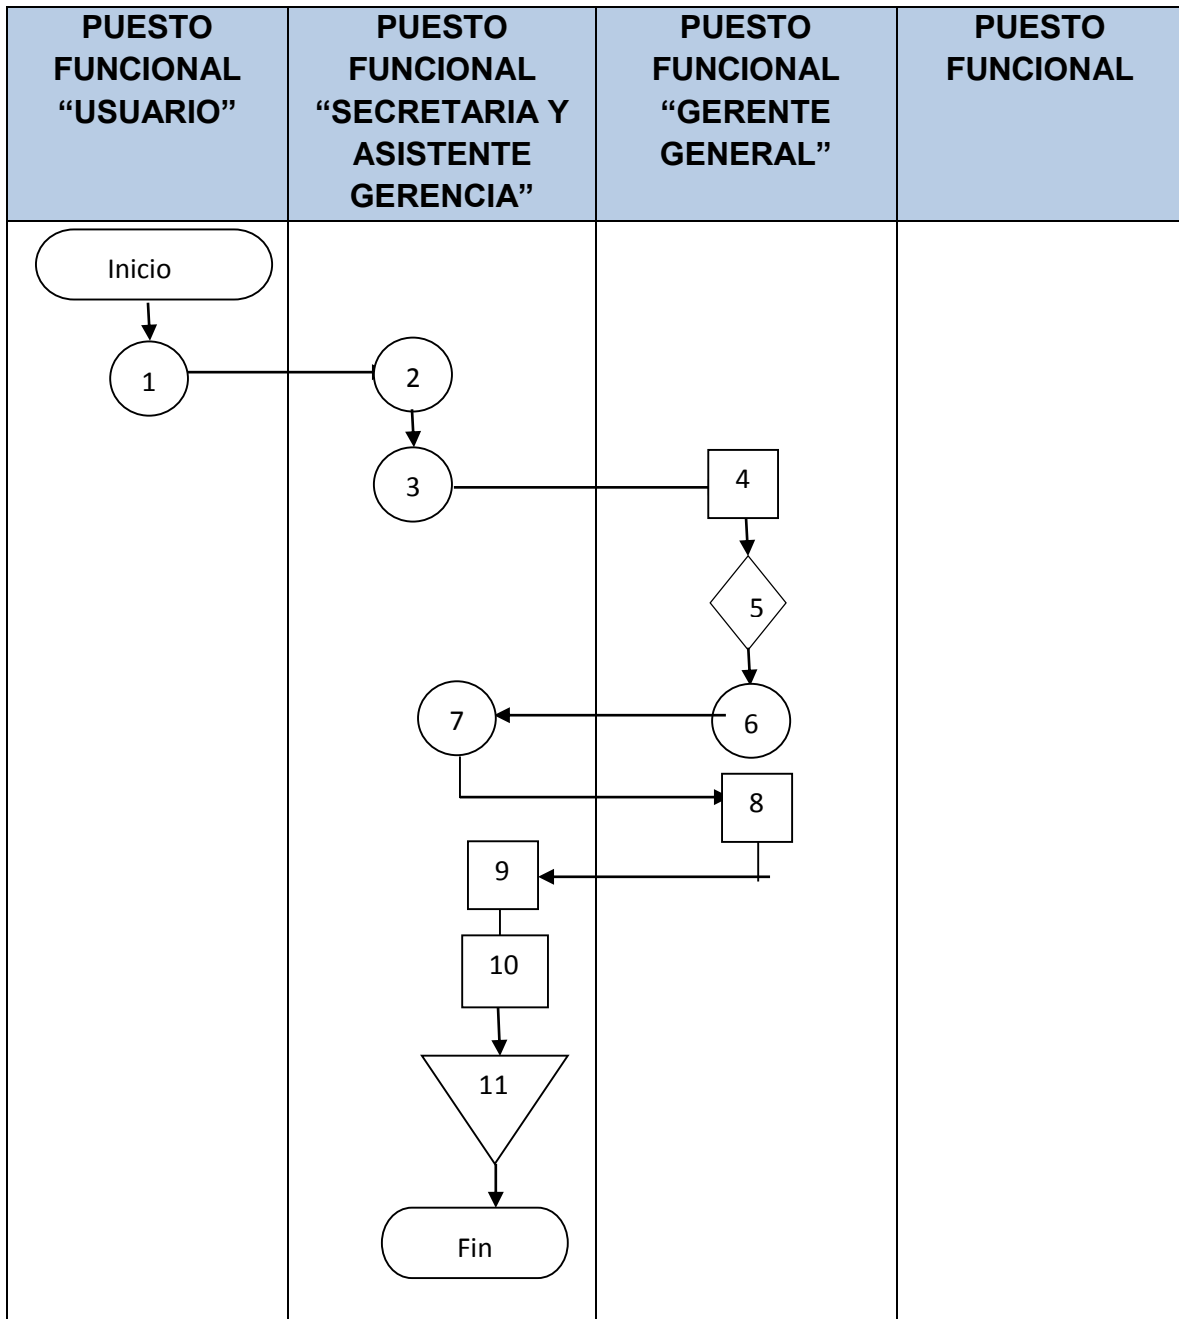 PUESTO
FUNCIONAL
“USUARIO”
PUESTO
FUNCIONAL
“SECRETARIA Y
ASISTENTE
GERENCIA”
PUESTO
FUNCIONAL
“GERENTE
GENERAL”
PUESTO
FUNCIONAL
Inicio
1
2
3
4
5
6
7
8
9
10
11
Fin